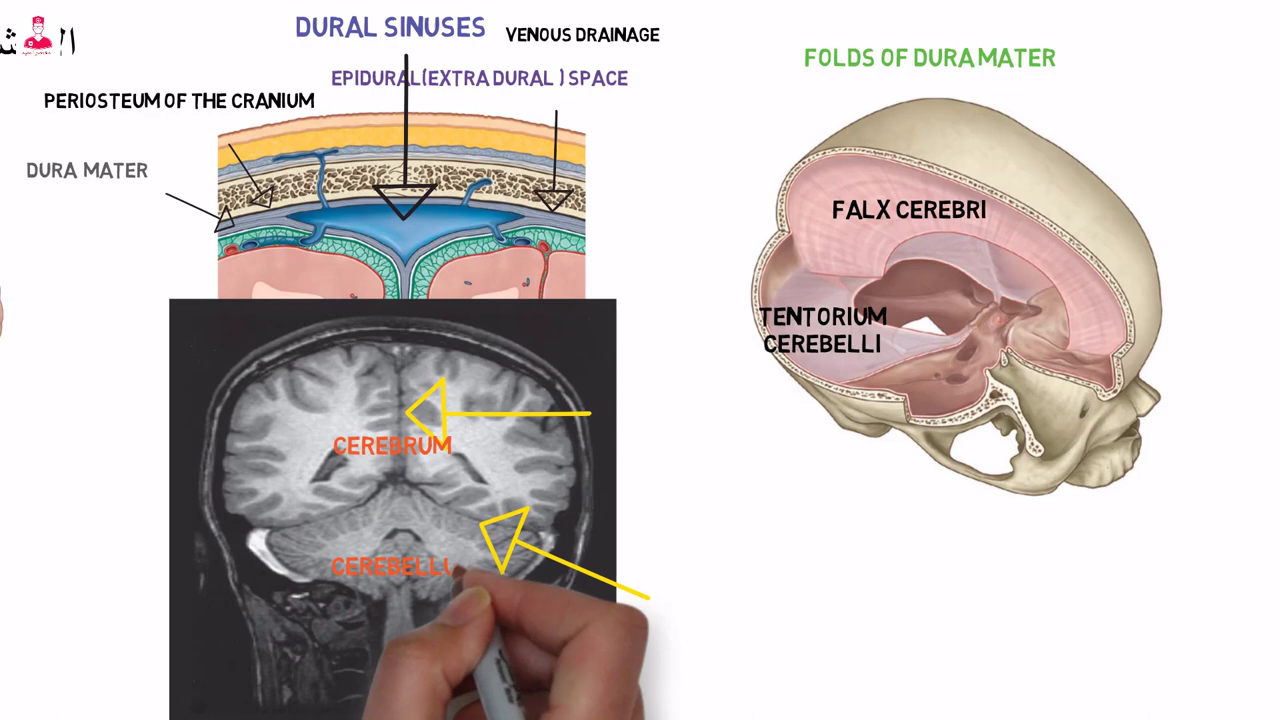 DURAL SINUSES
VENOUS DRAINAGE
EPIDURAL(EXTRA DURAL ) SPACE
PERIOSTEUM OF THE CRANIUM
DURA MATER
FOLDS OF DURA MATER
FALX CEREBRI
TENTORIUM
CEREBELLI
CEREBRUM
CEREBELL